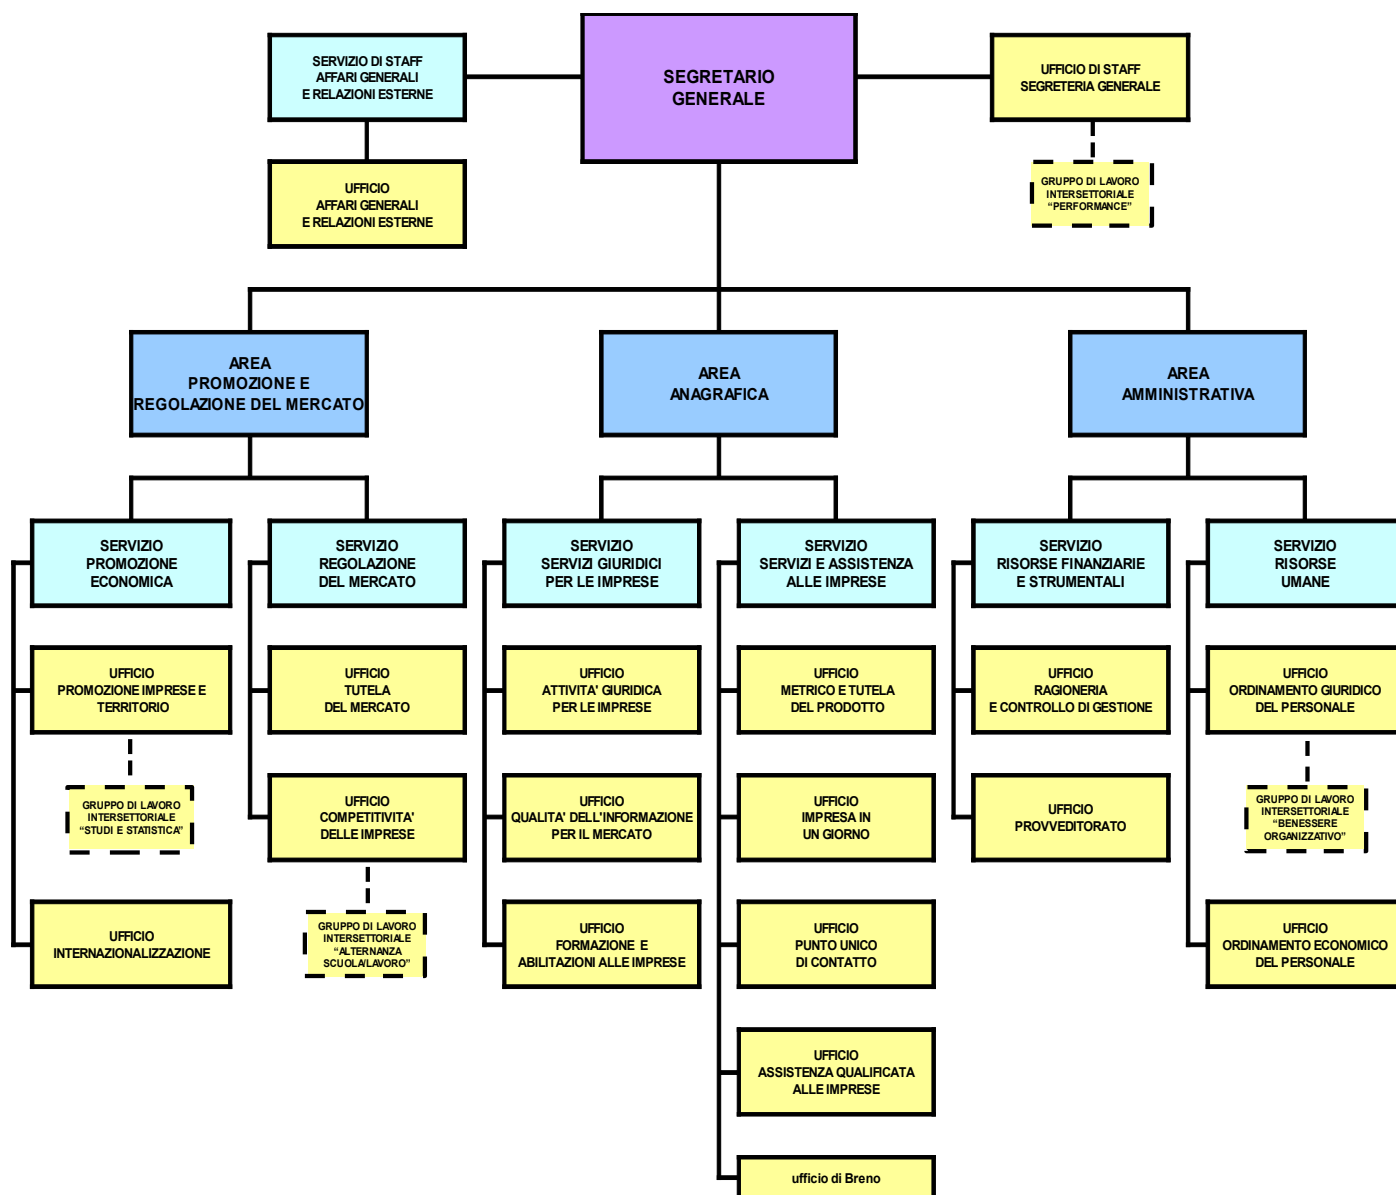 SERVIZIO DI STAFF
AFFARI GENERALI
E RELAZIONI ESTERNE
SEGRETARIO
GENERALE
UFFICIO DI STAFF
SEGRETERIA GENERALE
UFFICIO
AFFARI GENERALI
E RELAZIONI ESTERNE
GRUPPO DI LAVORO
INTERSETTORIALE
“PERFORMANCE”
AREA
PROMOZIONE E
REGOLAZIONE DEL MERCATO
AREA
ANAGRAFICA
AREA
AMMINISTRATIVA
SERVIZIO
PROMOZIONE
ECONOMICA
SERVIZIO
REGOLAZIONE
DEL MERCATO
SERVIZIO
SERVIZI GIURIDICI
PER LE IMPRESE
SERVIZIO
SERVIZI E ASSISTENZA
ALLE IMPRESE
SERVIZIO
RISORSE FINANZIARIE
E STRUMENTALI
SERVIZIO
RISORSE
UMANE
UFFICIO
PROMOZIONE IMPRESE E
TERRITORIO
UFFICIO
TUTELA
DEL MERCATO
UFFICIO
ATTIVITA' GIURIDICA
PER LE IMPRESE
UFFICIO
METRICO E TUTELA
DEL PRODOTTO
UFFICIO
RAGIONERIA
E CONTROLLO DI GESTIONE
UFFICIO
ORDINAMENTO GIURIDICO
DEL PERSONALE
GRUPPO DI LAVORO
INTERSETTORIALE
“STUDI E STATISTICA”
UFFICIO
COMPETITIVITA'
DELLE IMPRESE
UFFICIO
QUALITA' DELL'INFORMAZIONE
PER IL MERCATO
UFFICIO
IMPRESA IN
UN GIORNO
UFFICIO
PROVVEDITORATO
GRUPPO DI LAVORO
INTERSETTORIALE
“BENESSERE
ORGANIZZATIVO”
UFFICIO
INTERNAZIONALIZZAZIONE
GRUPPO DI LAVORO
INTERSETTORIALE
“ALTERNANZA
SCUOLA/LAVORO”
UFFICIO
FORMAZIONE E
ABILITAZIONI ALLE IMPRESE
UFFICIO
PUNTO UNICO
DI CONTATTO
UFFICIO
ORDINAMENTO ECONOMICO
DEL PERSONALE
UFFICIO
ASSISTENZA QUALIFICATA
ALLE IMPRESE
ufficio di Breno